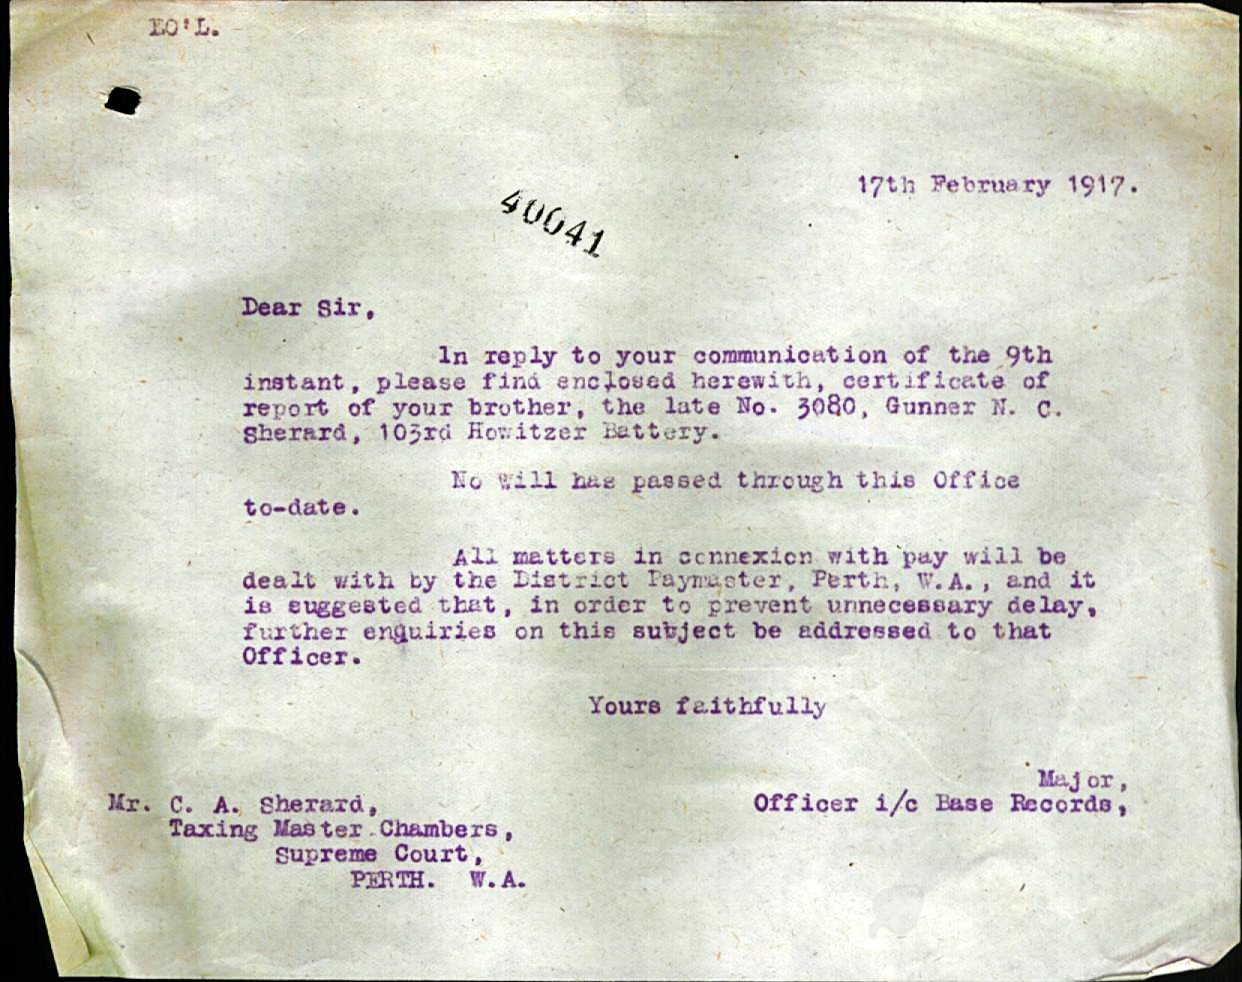 EO'L.
17th February 1917.
40041
Dear Sir,
In reply to your communication of the 9th
instant, please find enclosed herewith, certificate of
report of your brother, the late No. 3080, Gunner N. C.
Sherard, 103rd Howitzer Battery.
No Will has passed through this Office
to-date.
All matters in connexion with pay will be
dealt with by the District Paymaster, Perth, W.A., and it
is suggested that, in order to prevent unnecessary delay,
further enquiries on this subject be addressed to that
Officer.
Yours faithfully
Major,
Officer i/c Base Records,
Mr. C. A. Sherard,
Taxing Master Chambers,
Supreme Court,
PERTH. W.A.